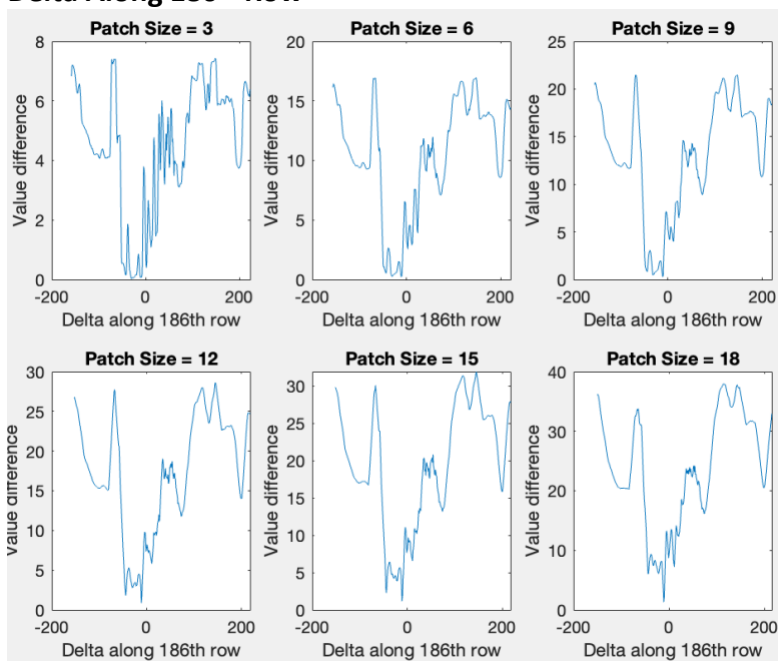 Delta Along 186 Row
Patch Size = 3
8
6
4
2
0
Value difference
-200 0 200
Delta along 186th row
Patch Size = 6
20
15
10
5
0
Value difference
-200 0 200
Delta along 186th row
Patch Size = 9
25
20
15
10
5
0
Value difference
-200 0 200
Delta along 186th row
Patch Size = 12
30
25
20
15
10
5
0
Value difference
-200 0 200
Delta along 186th row
Patch Size = 15
30
25
20
15
10
5
0
Value difference
-200 0 200
Delta along 186th row
Patch Size = 18
40
30
20
10
0
Value difference
-200 0 200
Delta along 186th row